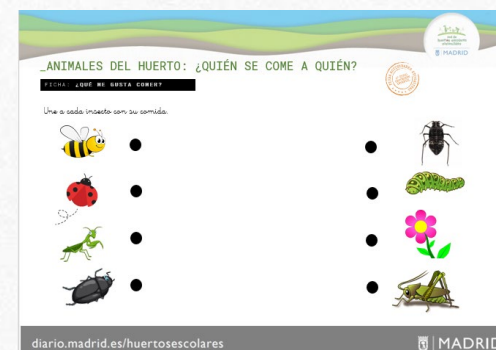 MADRID
_ANIMALES DEL HUERTO: ¿QUIÉN SE COME A QUIÉN?
FICHA: ¿QUÉ ME GUSTA COMER?
Une a cada insecto con su comida.
diario.madrid.es/huertosescolares
MADRID